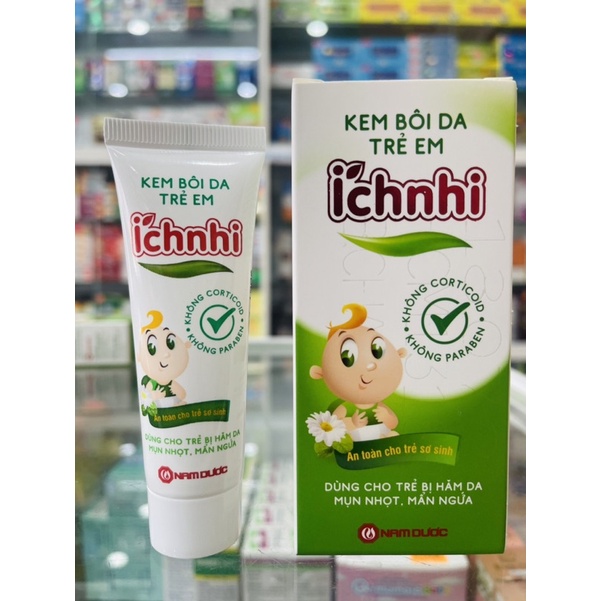 KEM BÔI DA
TRẺ EM
ichnhi
KHÔNG CORTICOID
KHÔNG PARABEN
An toàn cho trẻ sơ sinh
DÙNG CHO TRẺ BỊ HĂM DA
MỤN NHỌT, MẨN NGỨA
NAM DƯỢC
KEM BÔI DA
TRẺ EM
ichnhi
KHÔNG CORTICOID
KHÔNG PARABEN
An toàn cho trẻ sơ sinh
DÙNG CHO TRẺ BỊ HĂM DA
MỤN NHỌT, MẨN NGỨA
NAM DƯỢC